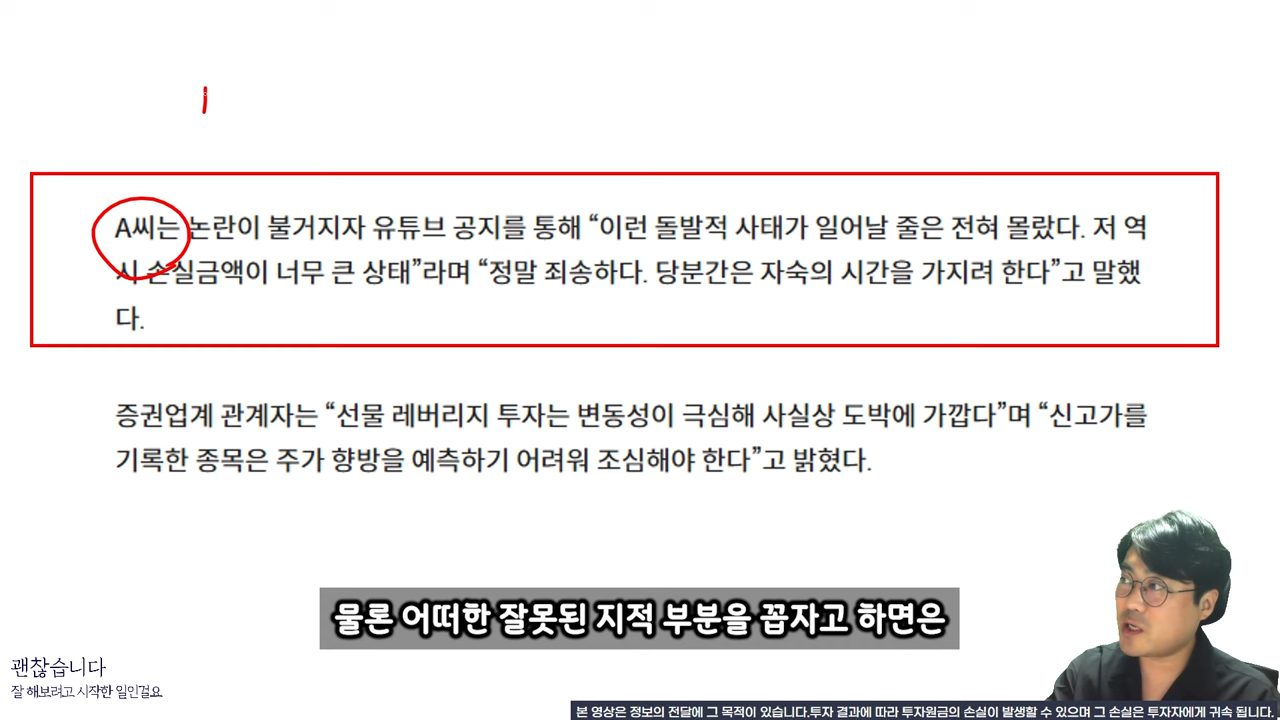 A씨는 논란이 불거지자 유튜브 공지를 통해 “이런 돌발적 사태가 일어날 줄은 전혀 몰랐다. 저 역
시 손실금액이 너무 큰 상태”라며 “정말 죄송하다. 당분간은 자숙의 시간을 가지려 한다”고 말했
다.
증권업계 관계자는 “선물 레버리지 투자는 변동성이 극심해 사실상 도박에 가깝다”며 “신고가를
기록한 종목은 주가 향방을 예측하기 어려워 조심해야 한다”고 밝혔다.
물론 어떠한 잘못된 지적 부분을 꼽자고 하면은
괜찮습니다
잘 해보려고 시작한 일인걸요
본 영상은 정보의 전달에 그 목적이 있습니다.투자 결과에 따라 투자원금의 손실이 발생할 수 있으며 그 손실은 투자자에게 귀속 됩니다.